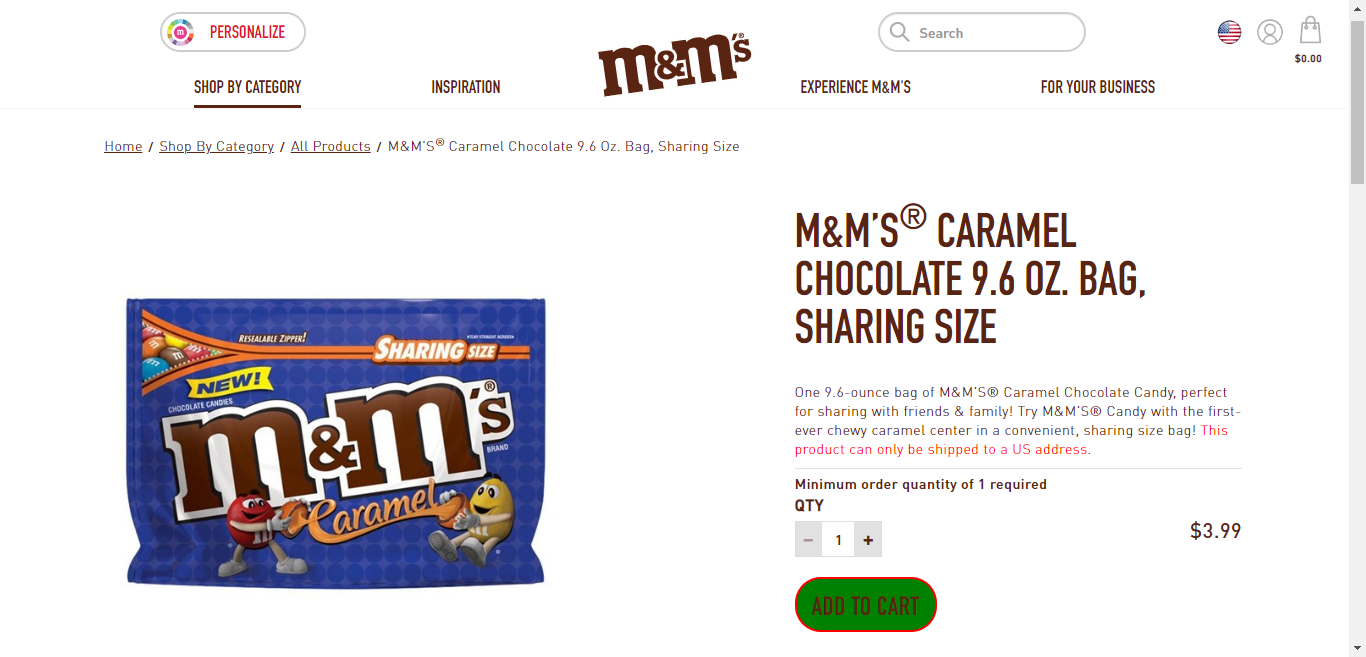 PERSONALIZE
m&m's®
Search
$0.00
SHOP BY CATEGORY
INSPIRATION
EXPERIENCE M&M'S
FOR YOUR BUSINESS
Home / Shop By Category / All Products / M&M'S® Caramel Chocolate 9.6 Oz. Bag, Sharing Size
M&M'S® CARAMEL
CHOCOLATE 9.6 OZ. BAG,
SHARING SIZE
RESEALABLE ZIPPER!
SHARING SIZE
NEW!
CHOCOLATE CANDIES
m&m's®
BRAND
Caramel
One 9.6-ounce bag of M&M'S® Caramel Chocolate Candy, perfect
for sharing with friends & family! Try M&M'S® Candy with the first-
ever chewy caramel center in a convenient, sharing size bag! This
product can only be shipped to a US address.
Minimum order quantity of 1 required
QTY
− 1 +
$3.99
ADD TO CART